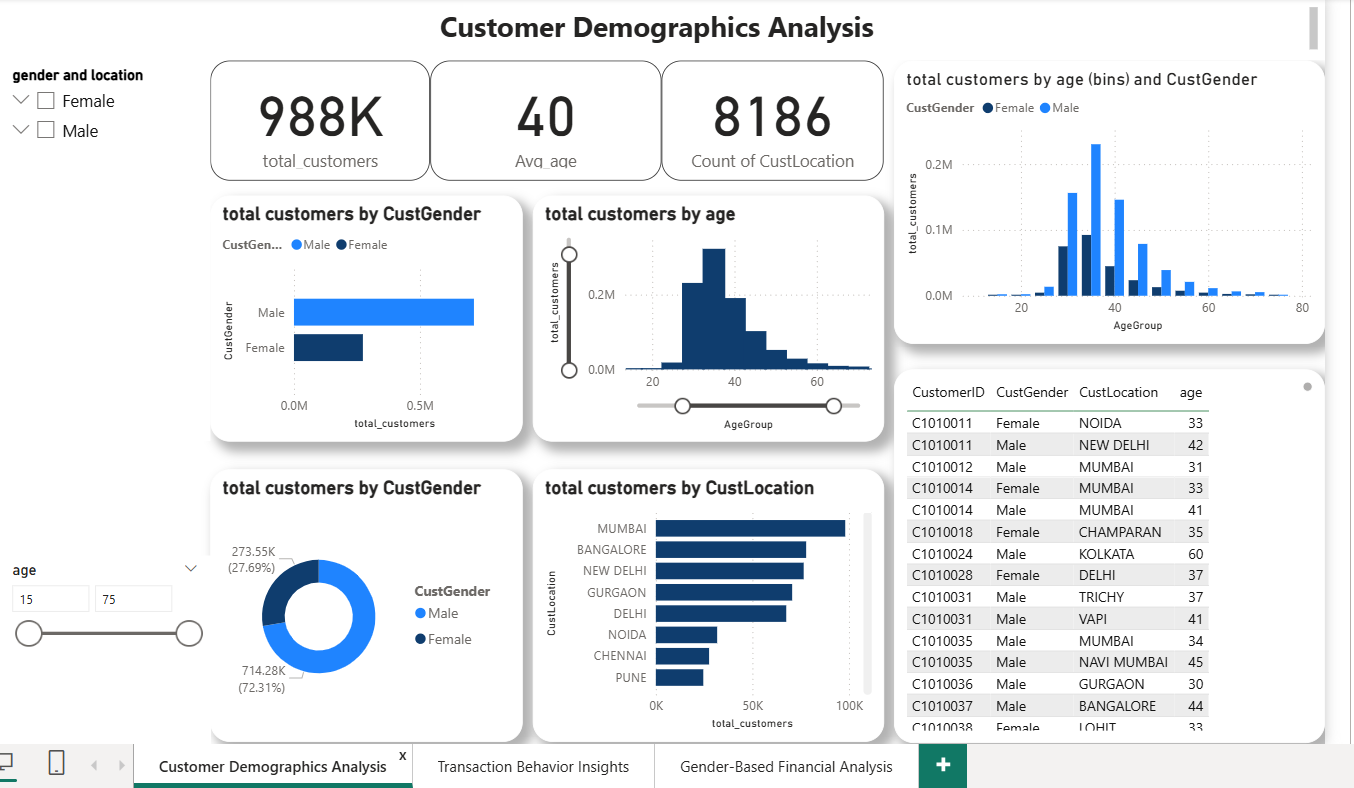 Customer Demographics Analysis
gender and location
Female
Male
988K
total_customers
40
Avg_age
8186
Count of CustLocation
total customers by CustGender
CustGen... Male Female
CustGender
Male
Female
0.0M 0.5M
total_customers
total customers by age
total_customers
0.2M
0.0M
20 40 60
AgeGroup
total customers by age (bins) and CustGender
CustGender Female Male
total_customers
0.2M
0.1M
0.0M
20 40 60 80
AgeGroup
total customers by CustGender
273.55K
(27.69%)
714.28K
(72.31%)
CustGender
Male
Female
total customers by CustLocation
CustLocation
MUMBAI
BANGALORE
NEW DELHI
GURGAON
DELHI
NOIDA
CHENNAI
PUNE
0K 50K 100K
total_customers
CustomerID CustGender CustLocation age
C1010011 Female NOIDA 33
C1010011 Male NEW DELHI 42
C1010012 Male MUMBAI 31
C1010014 Female MUMBAI 33
C1010014 Male MUMBAI 41
C1010018 Female CHAMPARAN 35
C1010024 Male KOLKATA 60
C1010028 Female DELHI 37
C1010031 Male TRICHY 37
C1010031 Male VAPI 41
C1010035 Male MUMBAI 34
C1010035 Male NAVI MUMBAI 45
C1010036 Male GURGAON 30
C1010037 Male BANGALORE 44
C1010038 Female LOHIT 33
age
15 75
Customer Demographics Analysis x
Transaction Behavior Insights
Gender-Based Financial Analysis
+